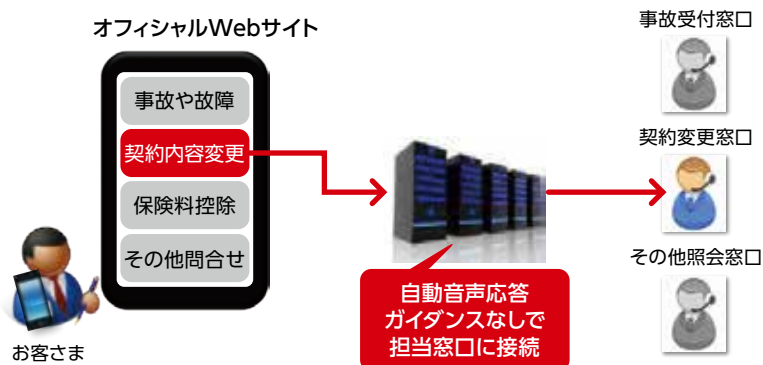 オフィシャルWebサイト
事故や故障
契約内容変更
保険料控除
その他問合せ
お客さま
自動音声応答
ガイダンスなしで
担当窓口に接続
事故受付窓口
契約変更窓口
その他照会窓口